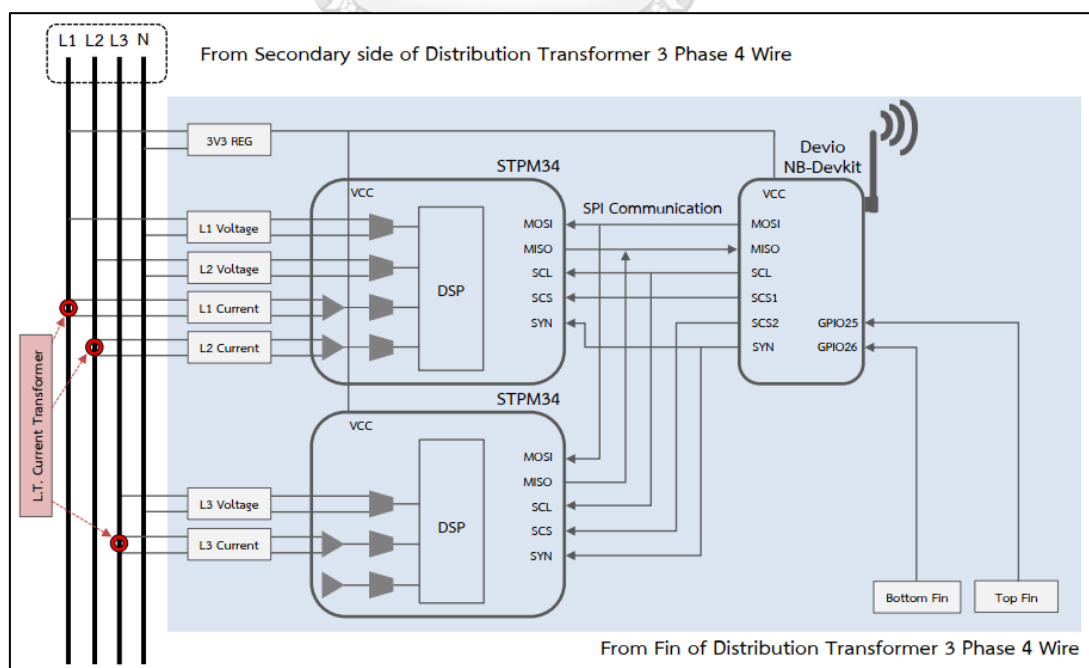 L1 L2 L3 N
From Secondary side of Distribution Transformer 3 Phase 4 Wire
3V3 REG
STPM34
VCC
L1 Voltage
L2 Voltage
L1 Current
L2 Current
DSP
MOSI
MISO
SCL
SCS
SYN
SPI Communication
Devio
NB-Devkit
VCC
MOSI
MISO
SCL
SCS1
SCS2
SYN
GPIO25
GPIO26
L.T. Current Transformer
STPM34
VCC
L3 Voltage
L3 Current
DSP
MOSI
MISO
SCL
SCS
SYN
Bottom Fin
Top Fin
From Fin of Distribution Transformer 3 Phase 4 Wire